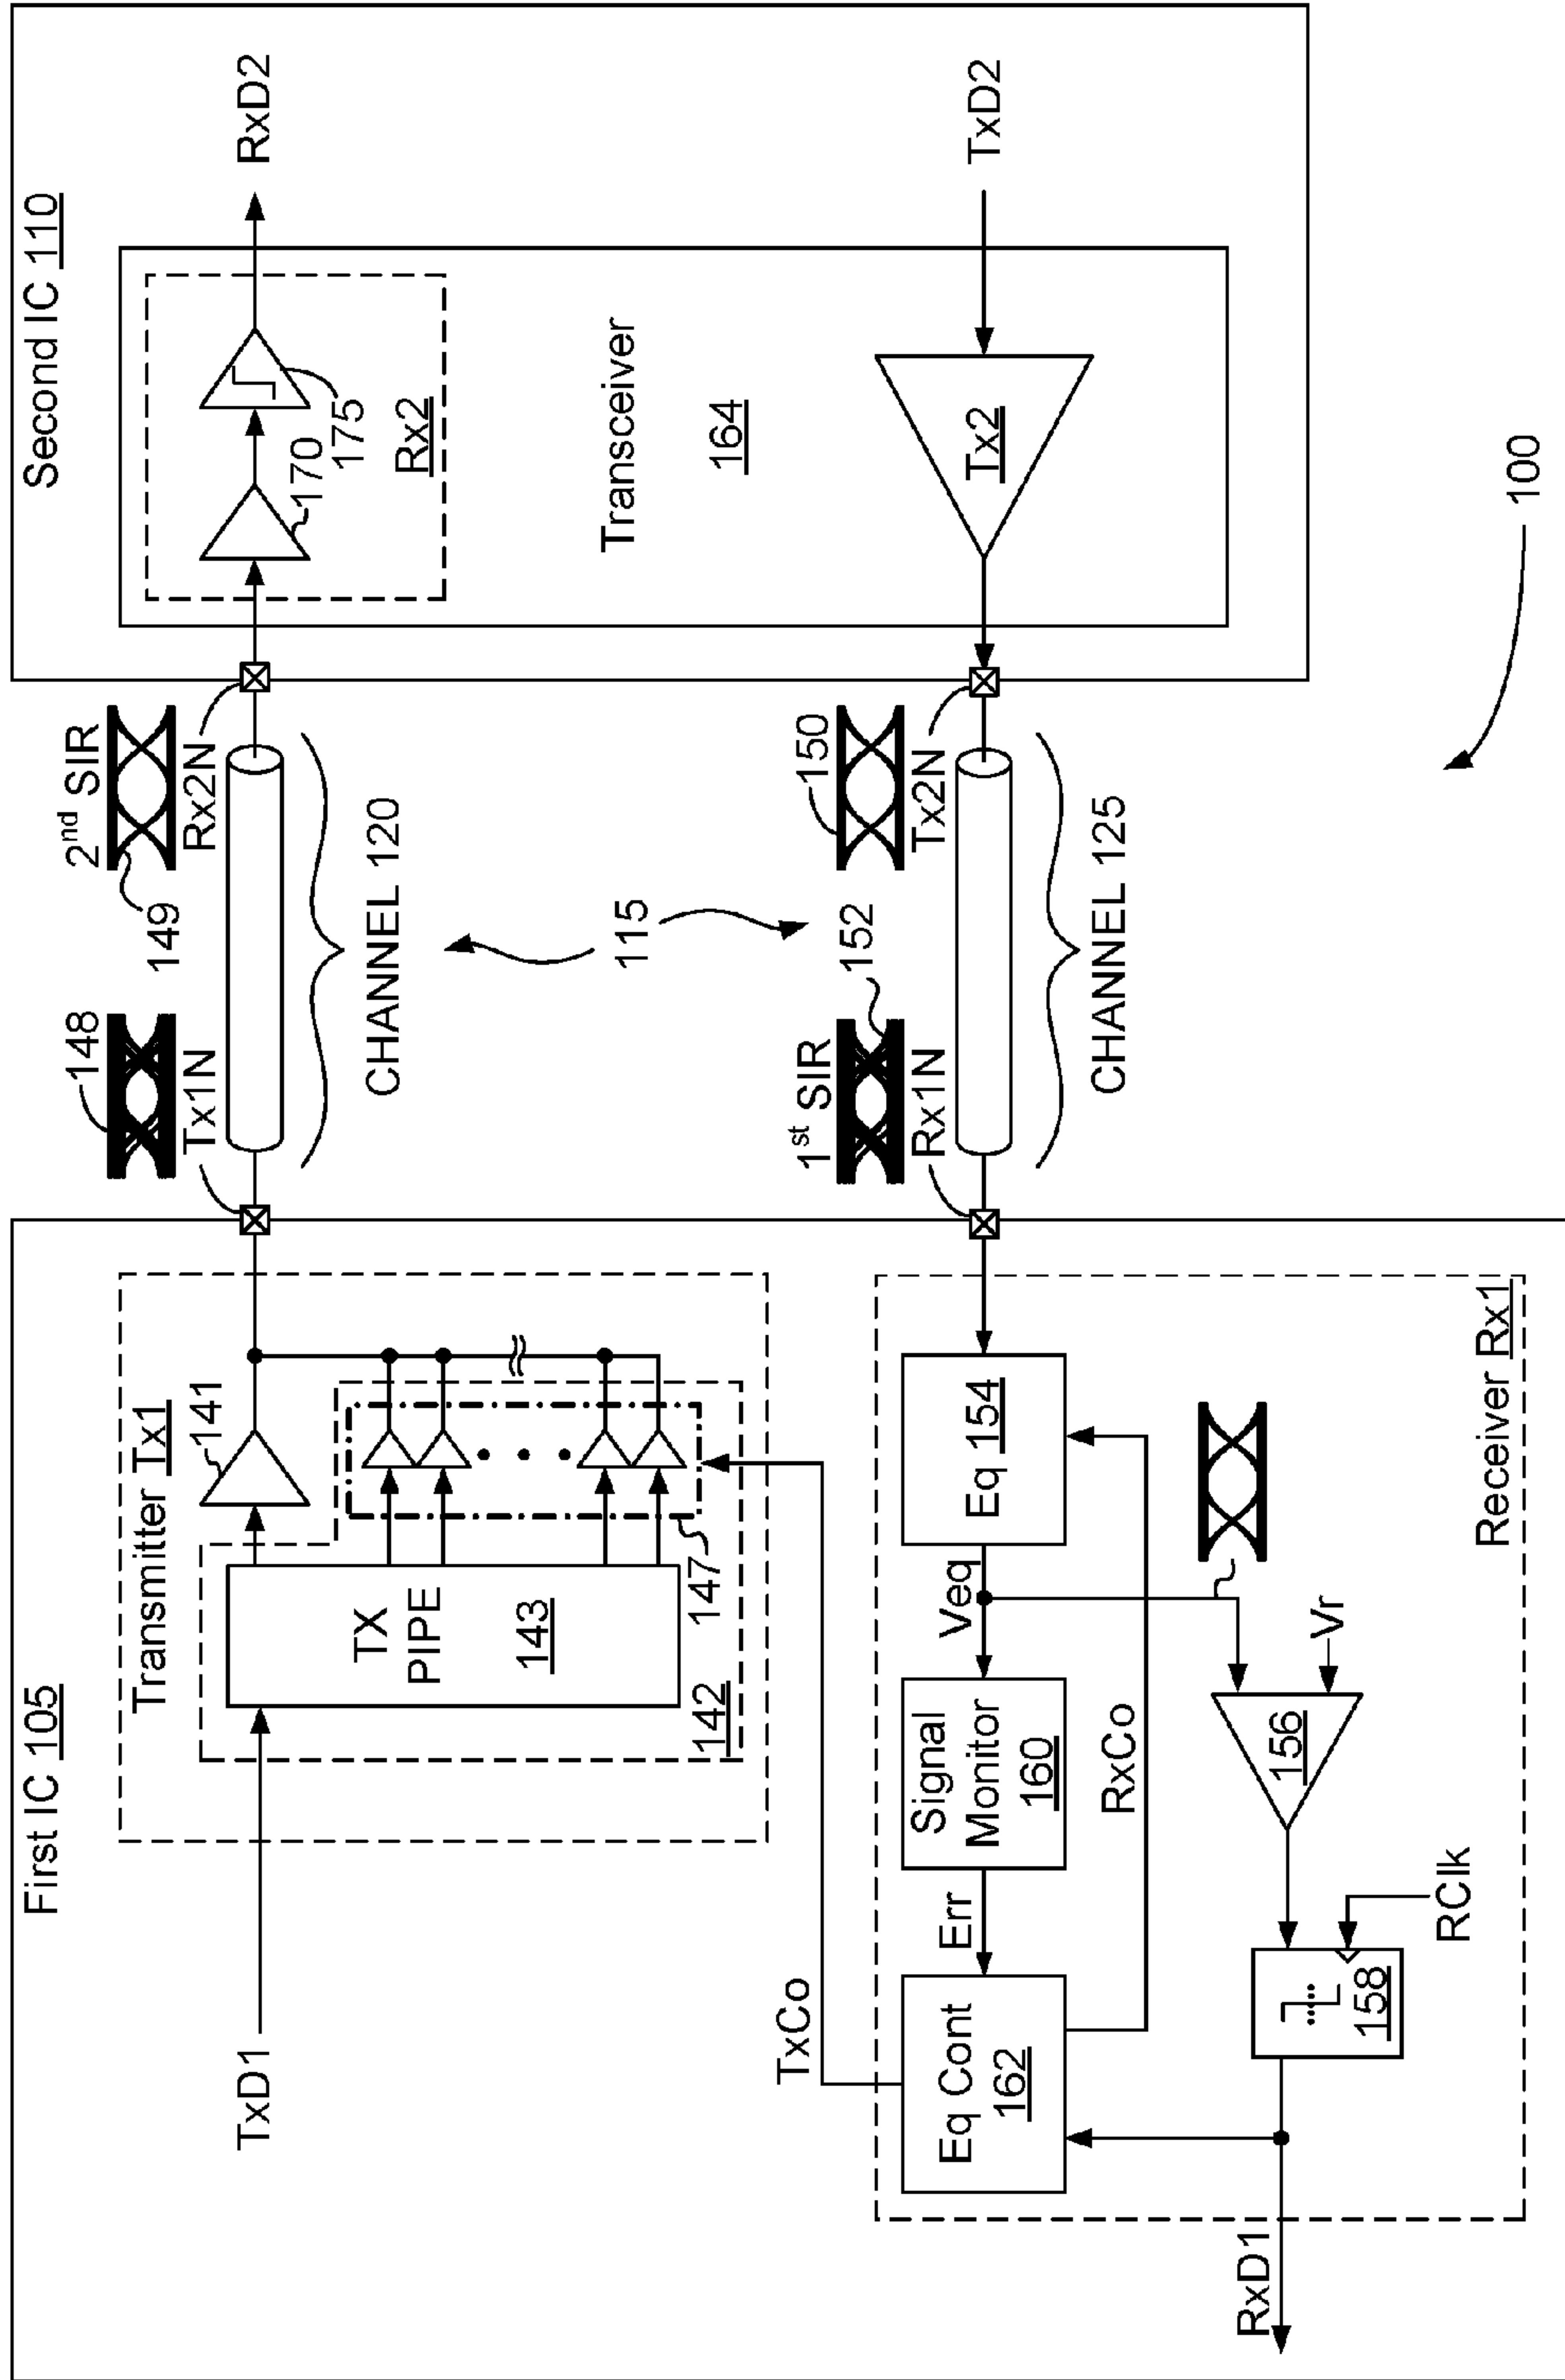 First IC 105
Transmitter Tx1
TxD1
TX
PIPE
143
141
142
147
148
Tx1N
2nd SIR
149
Rx2N
CHANNEL 120
Second IC 110
RxD2
170
175
Rx2
Transceiver
164
Tx2
TxD2
115
1st SIR
152
Rx1N
150
Tx2N
CHANNEL 125
100
TxCo
Eq Cont
162
Err
Signal
Monitor
160
Veq
Eq 154
RxCo
RxD1
158
RClk
156
Vr
Receiver Rx1